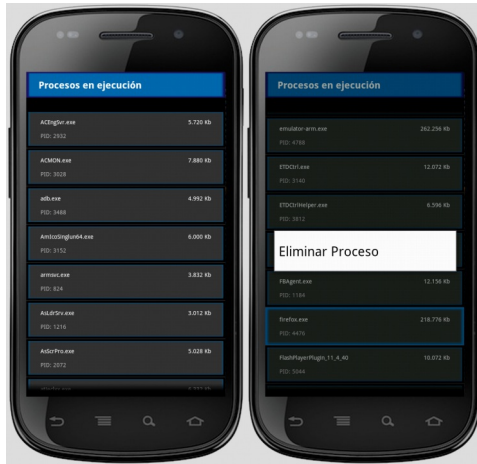 Procesos en ejecución
ACEngSvr.exe 5.720 Kb
PID: 2932
ACMON.exe 7.880 Kb
PID: 3028
adb.exe 4.992 Kb
PID: 3488
AmIcoSinglun64.exe 6.000 Kb
PID: 3152
armsvc.exe 3.832 Kb
PID: 824
AsLdrSrv.exe 3.012 Kb
PID: 1216
AsScrPro.exe 5.028 Kb
PID: 2972
Procesos en ejecución
emulator-arm.exe 262.256 Kb
PID: 4766
ETDCtrl.exe 12.072 Kb
PID: 3140
ETDCtrlHelper.exe 6.596 Kb
PID: 3812
Eliminar Proceso
FBAgent.exe 12.156 Kb
PID: 1184
firefox.exe 218.776 Kb
PID: 4476
FlashPlayerPlugin_11_4_40 10.072 Kb
PID: 5044